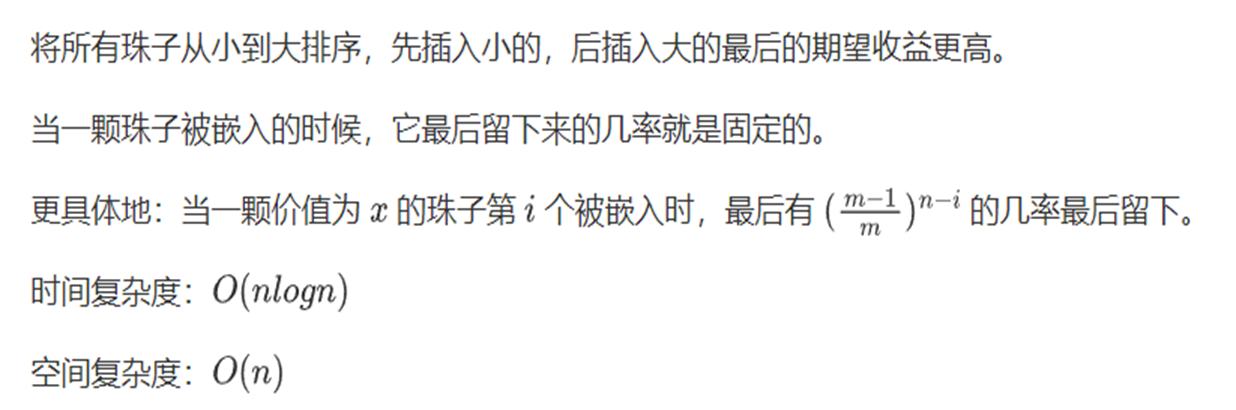 将所有珠子从小到大排序，先插入小的，后插入大的最后的期望收益更高。
当一颗珠子被嵌入的时候，它最后留下来的几率就是固定的。
更具体地：当一颗价值为 x 的珠子第 i 个被嵌入时，最后有 (\frac{m-1}{m})^{n-i} 的几率最后留下。
时间复杂度：O(nlogn)
空间复杂度：O(n)